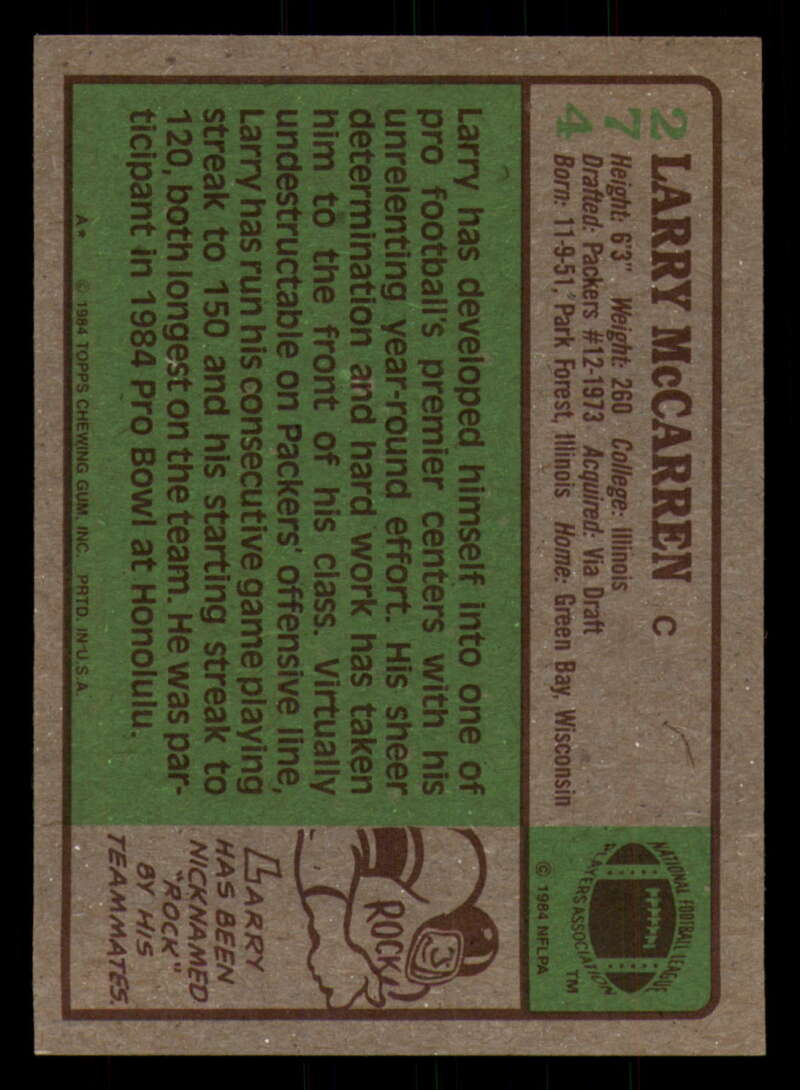 274
LARRY McCARREN C
Height: 6'3" Weight: 260 College: Illinois
Drafted: Packers #12-1973 Acquired: Via Draft
Born: 11-9-51, Park Forest, Illinois Home: Green Bay, Wisconsin
NATIONAL FOOTBALL LEAGUE
PLAYERS ASSOCIATION
TM
© 1984 NFLPA
Larry has developed himself into one of
pro football's premier centers with his
unrelenting year-round effort. His sheer
determination and hard work has taken
him to the front of his class. Virtually
undestructable on Packers' offensive line,
Larry has run his consecutive game playing
streak to 150 and his starting streak to
120, both longest on the team. He was par-
ticipant in 1984 Pro Bowl at Honolulu.
A* © 1984 TOPPS CHEWING GUM, INC. PRTD. IN U.S.A.
ROCK
LARRY
HAS BEEN
NICKNAMED
"ROCK"
BY HIS
TEAMMATES.